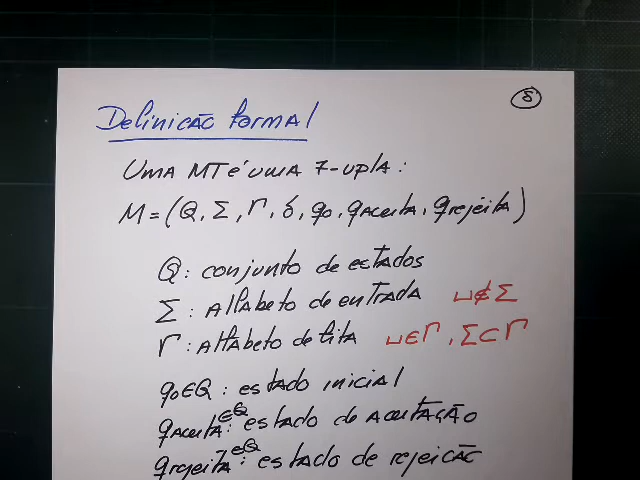 5
Definição formal
Uma MT é uma 7-upla:
M = (Q, Σ, Γ, δ, q0, qaceita, qrejeita)
Q: conjunto de estados
Σ: alfabeto de entrada ⊔∉Σ
Γ: alfabeto de fita ⊔∈Γ, Σ⊂Γ
q0∈Q: estado inicial
qaceita∈Q: estado de aceitação
qrejeita∈Q: estado de rejeição